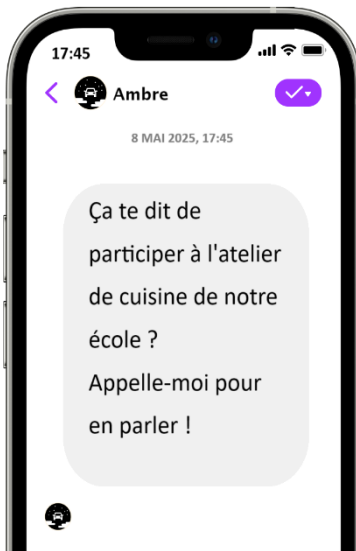 17:45
Ambre
8 MAI 2025, 17:45
Ça te dit de
participer à l'atelier
de cuisine de notre
école ?
Appelle-moi pour
en parler !